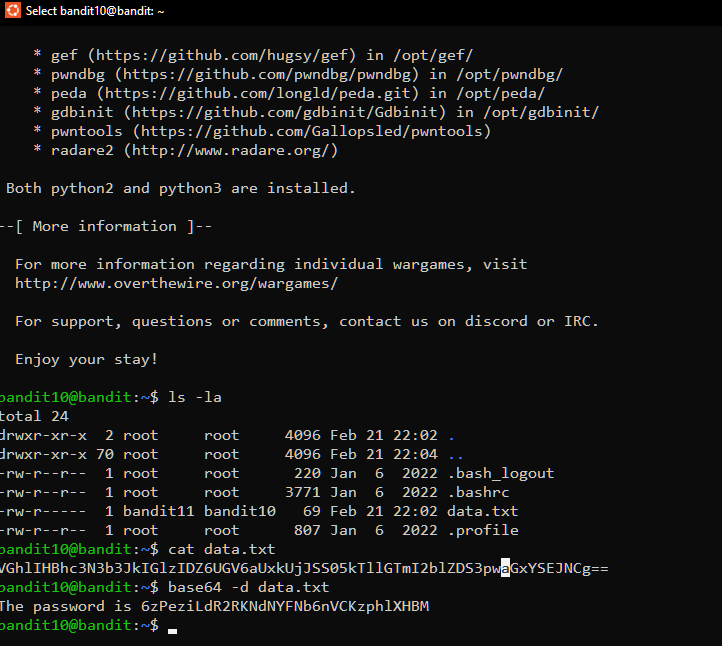 Select bandit10@bandit: ~
* gef (https://github.com/hugsy/gef) in /opt/gef/
* pwndbg (https://github.com/pwndbg/pwndbg) in /opt/pwndbg/
* peda (https://github.com/longld/peda.git) in /opt/peda/
* gdbinit (https://github.com/gdbinit/Gdbinit) in /opt/gdbinit/
* pwntools (https://github.com/Gallopsled/pwntools)
* radare2 (http://www.radare.org/)
Both python2 and python3 are installed.
--[ More information ]--
For more information regarding individual wargames, visit
http://www.overthewire.org/wargames/
For support, questions or comments, contact us on discord or IRC.
Enjoy your stay!
bandit10@bandit:~$ ls -la
total 24
drwxr-xr-x  2 root     root     4096 Feb 21 22:02 .
drwxr-xr-x 70 root     root     4096 Feb 21 22:04 ..
-rw-r--r--  1 root     root      220 Jan  6  2022 .bash_logout
-rw-r--r--  1 root     root     3771 Jan  6  2022 .bashrc
-rw-r-----  1 bandit11 bandit10   69 Feb 21 22:02 data.txt
-rw-r--r--  1 root     root      807 Jan  6  2022 .profile
bandit10@bandit:~$ cat data.txt
VGhlIHBhc3N3b3JkIGlzIDZ6UGV6aUxkUjJSS05kTllGTmI2blZDS3pwaGxYSEJNCg==
bandit10@bandit:~$ base64 -d data.txt
The password is 6zPeziLdR2RKNdNYFNb6nVCKzphlXHBM
bandit10@bandit:~$